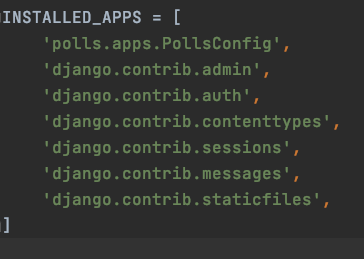 INSTALLED_APPS = [
    'polls.apps.PollsConfig',
    'django.contrib.admin',
    'django.contrib.auth',
    'django.contrib.contenttypes',
    'django.contrib.sessions',
    'django.contrib.messages',
    'django.contrib.staticfiles',
]